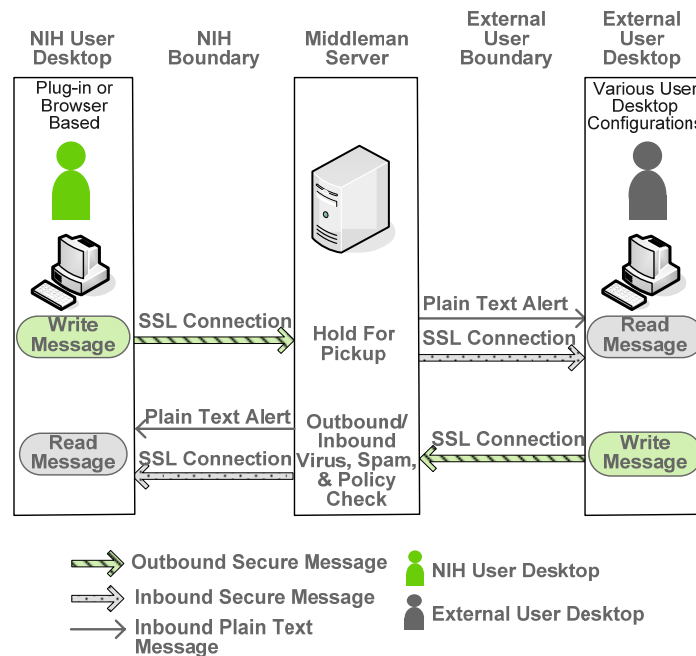 NIH User
Desktop
NIH
Boundary
Middleman
Server
External
User
Boundary
External
User
Desktop
Plug-in or
Browser
Based
Various User
Desktop
Configurations
Write
Message
SSL Connection
Hold For
Pickup
Plain Text Alert
SSL Connection
Read
Message
Read
Message
Plain Text Alert
SSL Connection
Outbound/
Inbound
Virus, Spam,
& Policy
Check
SSL Connection
Write
Message
Outbound Secure Message
Inbound Secure Message
Inbound Plain Text
Message
NIH User Desktop
External User Desktop